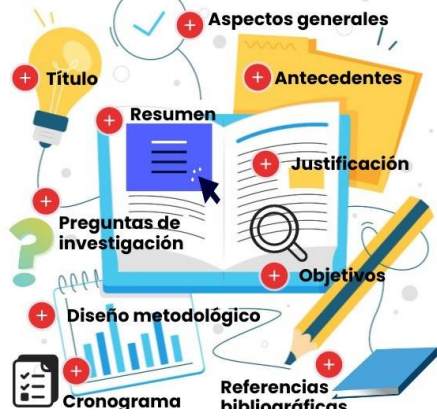 Aspectos generales
Título
Antecedentes
Resumen
Justificación
Preguntas de
investigación
Objetivos
Diseño metodológico
Cronograma
Referencias
bibliográficas